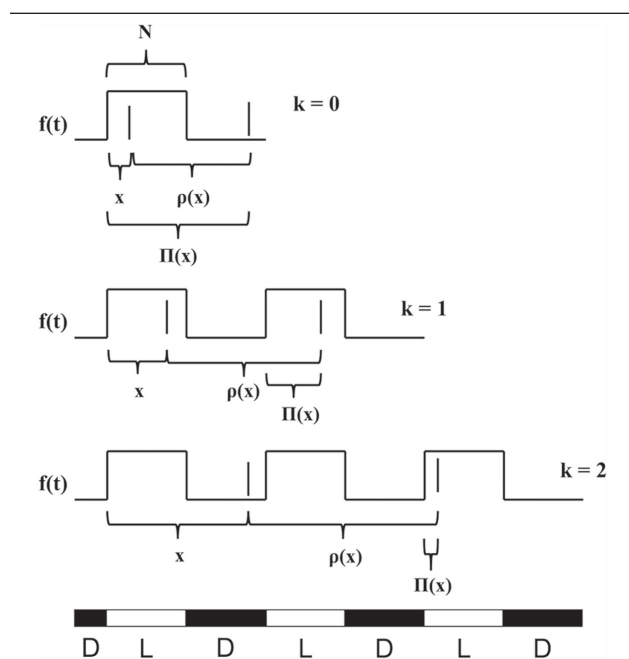 N
k = 0
f(t)
x ρ(x)
Π(x)
k = 1
f(t)
x ρ(x)
Π(x)
k = 2
f(t)
x ρ(x)
Π(x)
D L D L D L D